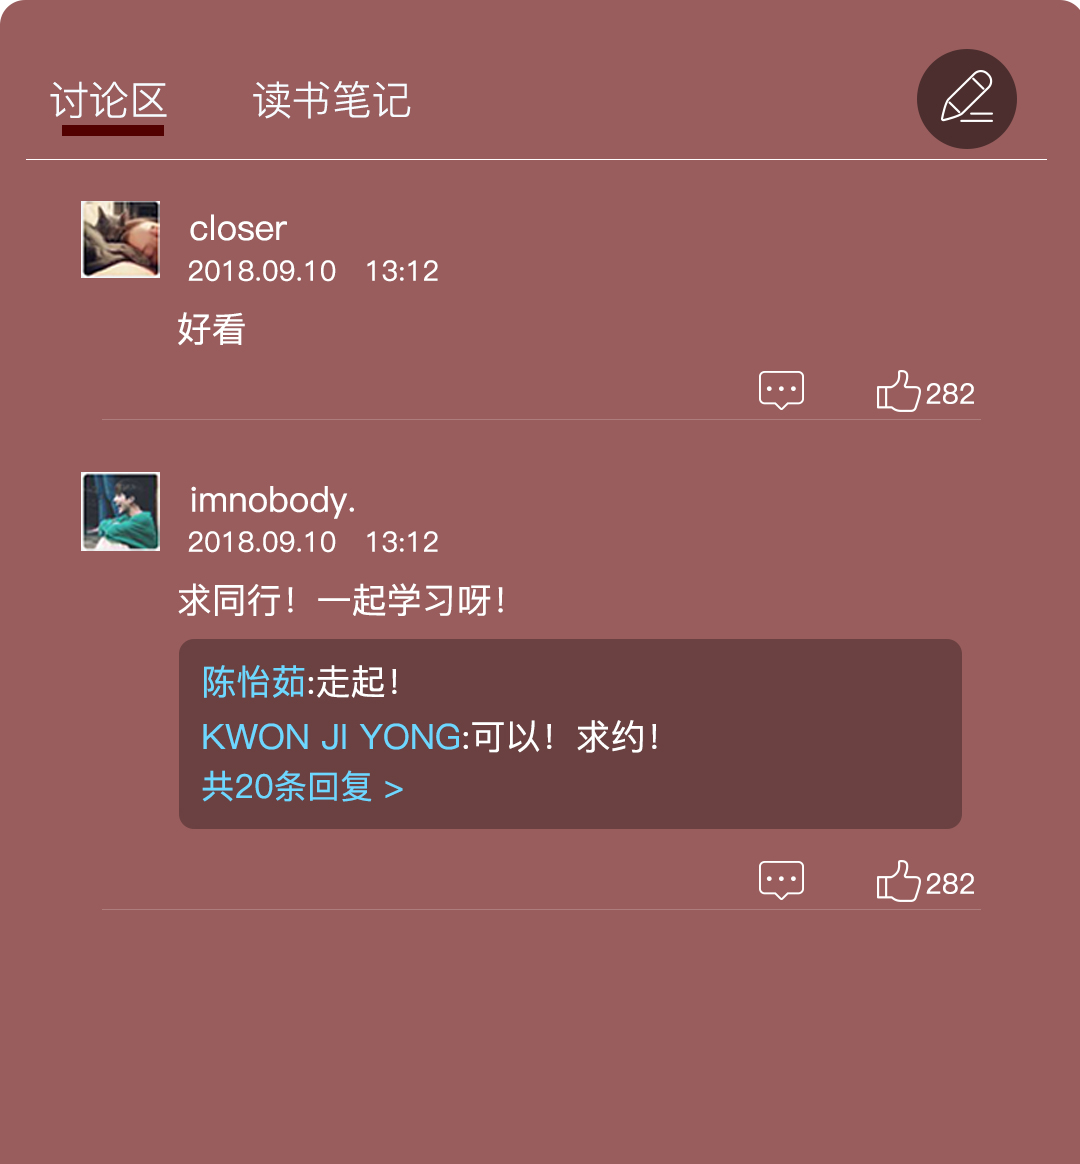 讨论区 读书笔记
closer
2018.09.10 13:12
好看
282
imnobody.
2018.09.10 13:12
求同行！一起学习呀！
陈怡茹:走起！
KWON JI YONG:可以！求约！
共20条回复 >
282